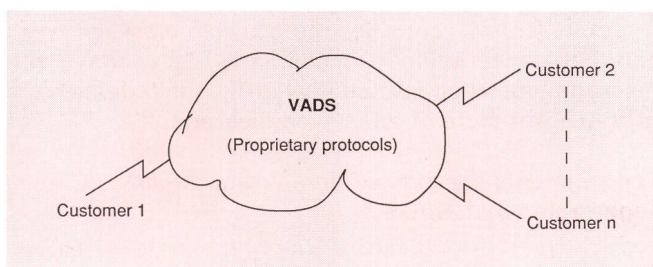 VADS
(Proprietary protocols)
Customer 1
Customer 2
Customer n